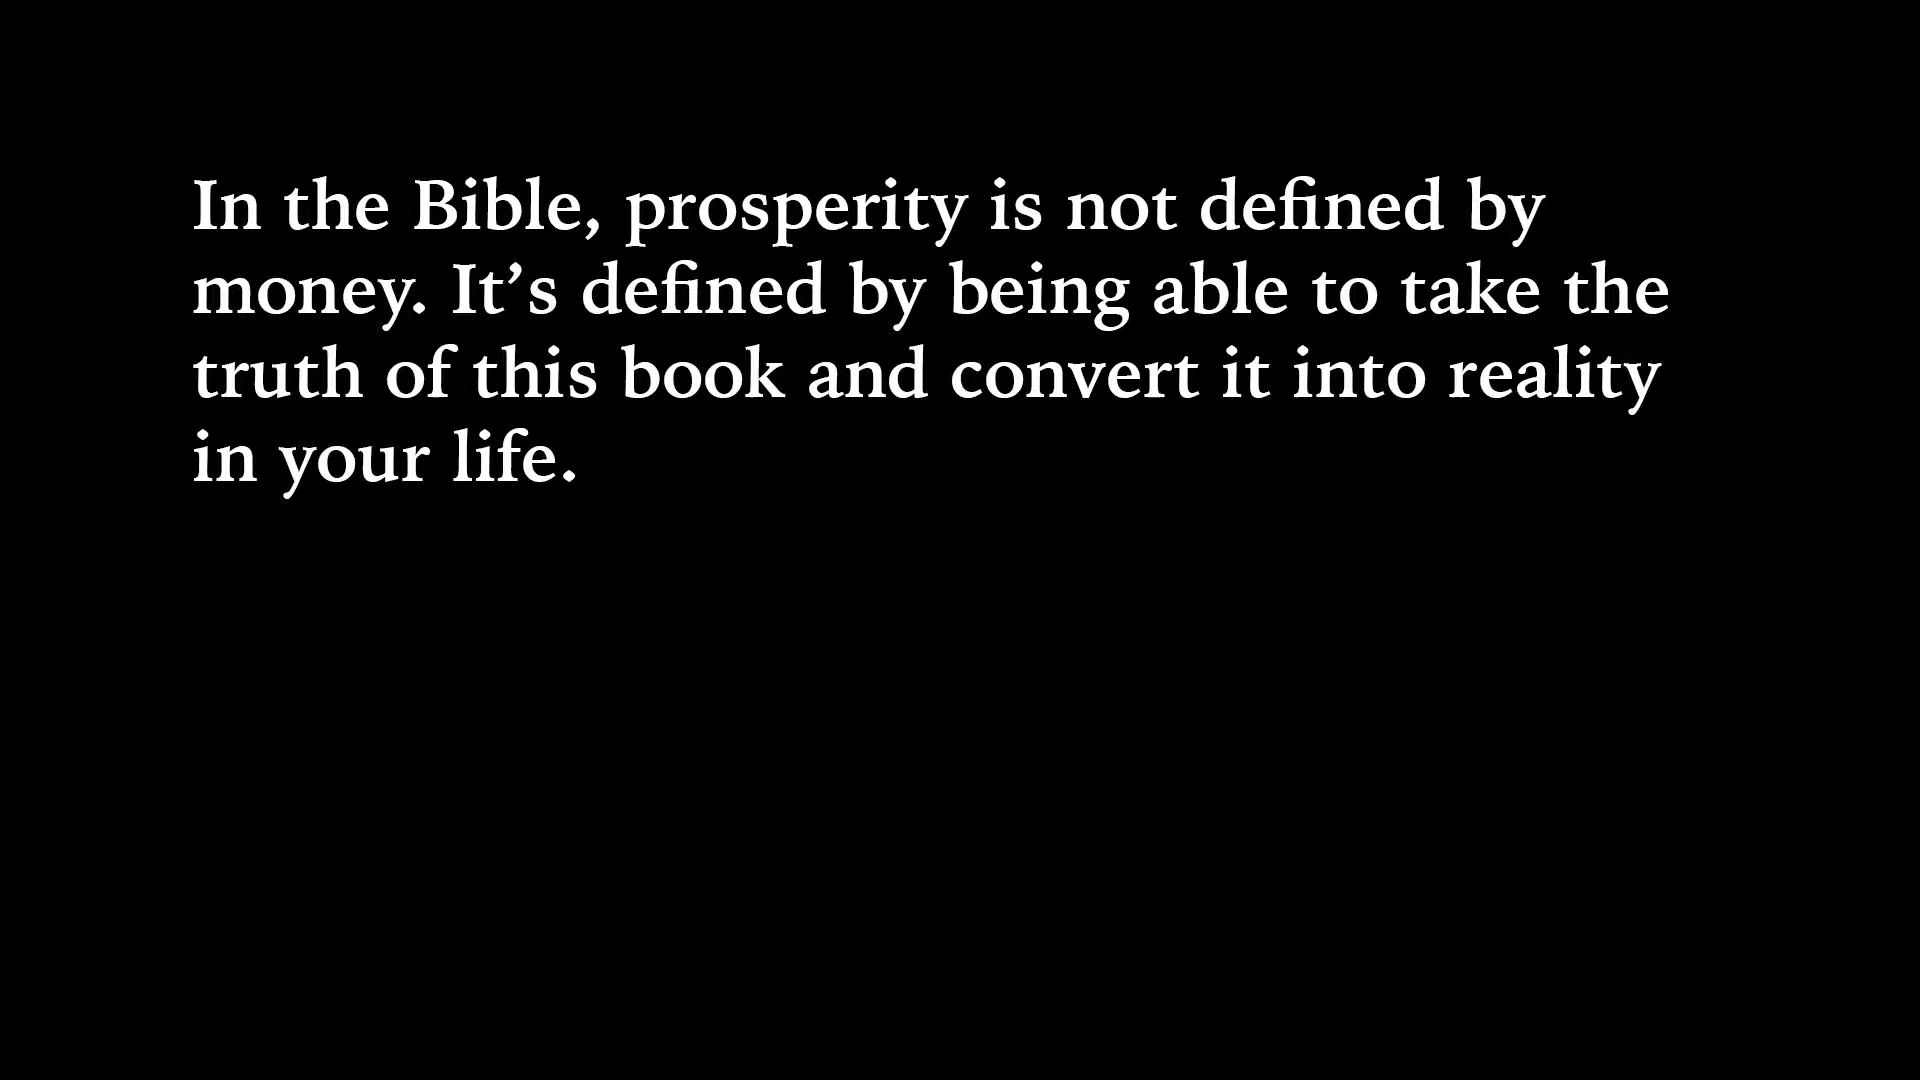 In the Bible, prosperity is not defined by
money. It’s defined by being able to take the
truth of this book and convert it into reality
in your life.